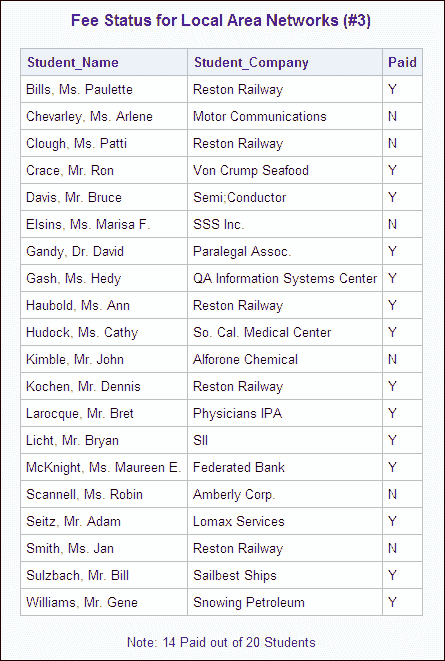 Fee Status for Local Area Networks (#3)
Student_Name Student_Company Paid
Bills, Ms. Paulette Reston Railway Y
Chevarley, Ms. Arlene Motor Communications N
Clough, Ms. Patti Reston Railway N
Crace, Mr. Ron Von Crump Seafood Y
Davis, Mr. Bruce Semi;Conductor Y
Elsins, Ms. Marisa F. SSS Inc. N
Gandy, Dr. David Paralegal Assoc. Y
Gash, Ms. Hedy QA Information Systems Center Y
Haubold, Ms. Ann Reston Railway Y
Hudock, Ms. Cathy So. Cal. Medical Center Y
Kimble, Mr. John Alforone Chemical N
Kochen, Mr. Dennis Reston Railway Y
Larocque, Mr. Bret Physicians IPA Y
Licht, Mr. Bryan SII Y
McKnight, Ms. Maureen E. Federated Bank Y
Scannell, Ms. Robin Amberly Corp. N
Seitz, Mr. Adam Lomax Services Y
Smith, Ms. Jan Reston Railway N
Sulzbach, Mr. Bill Sailbest Ships Y
Williams, Mr. Gene Snowing Petroleum Y
Note: 14 Paid out of 20 Students